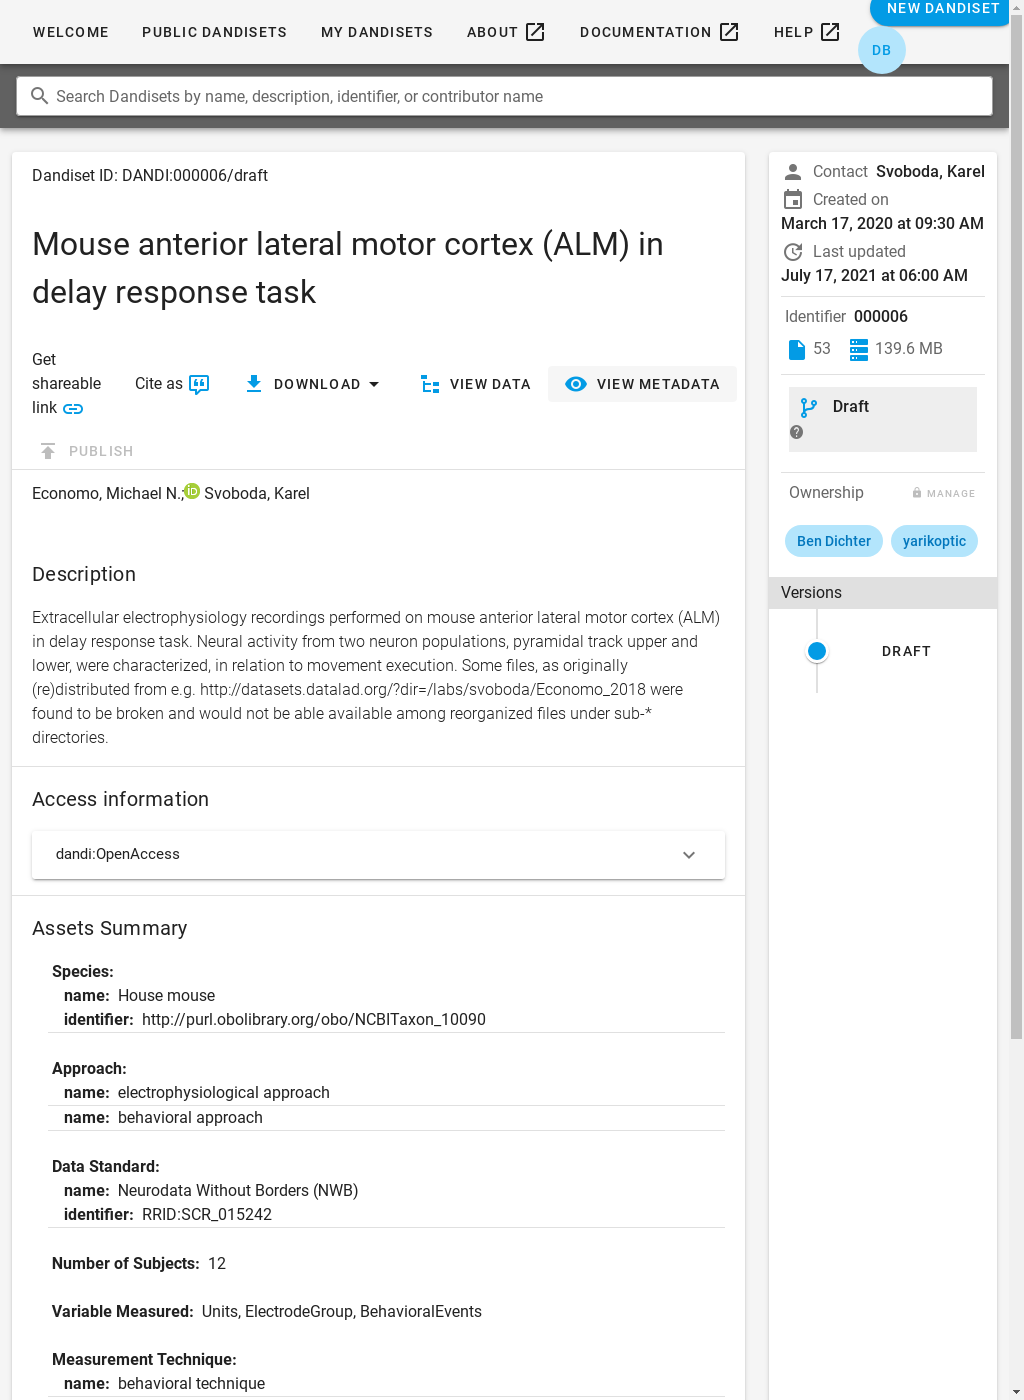 WELCOME
PUBLIC DANDISETS
MY DANDISETS
ABOUT
DOCUMENTATION
HELP
NEW DANDISET
DB
Search Dandisets by name, description, identifier, or contributor name
Dandiset ID: DANDI:000006/draft
Mouse anterior lateral motor cortex (ALM) in
delay response task
Get
shareable
link
Cite as
DOWNLOAD
VIEW DATA
VIEW METADATA
PUBLISH
Economo, Michael N.; iD Svoboda, Karel
Description
Extracellular electrophysiology recordings performed on mouse anterior lateral motor cortex (ALM)
in delay response task. Neural activity from two neuron populations, pyramidal track upper and
lower, were characterized, in relation to movement execution. Some files, as originally
(re)distributed from e.g. http://datasets.datalad.org/?dir=/labs/svoboda/Economo_2018 were
found to be broken and would not be able available among reorganized files under sub-*
directories.
Access information
dandi:OpenAccess
Assets Summary
Species:
name: House mouse
identifier: http://purl.obolibrary.org/obo/NCBITaxon_10090
Approach:
name: electrophysiological approach
name: behavioral approach
Data Standard:
name: Neurodata Without Borders (NWB)
identifier: RRID:SCR_015242
Number of Subjects: 12
Variable Measured: Units, ElectrodeGroup, BehavioralEvents
Measurement Technique:
name: behavioral technique
Contact Svoboda, Karel
Created on
March 17, 2020 at 09:30 AM
Last updated
July 17, 2021 at 06:00 AM
Identifier 000006
53 139.6 MB
Draft
?
Ownership
MANAGE
Ben Dichter
yarikoptic
Versions
DRAFT